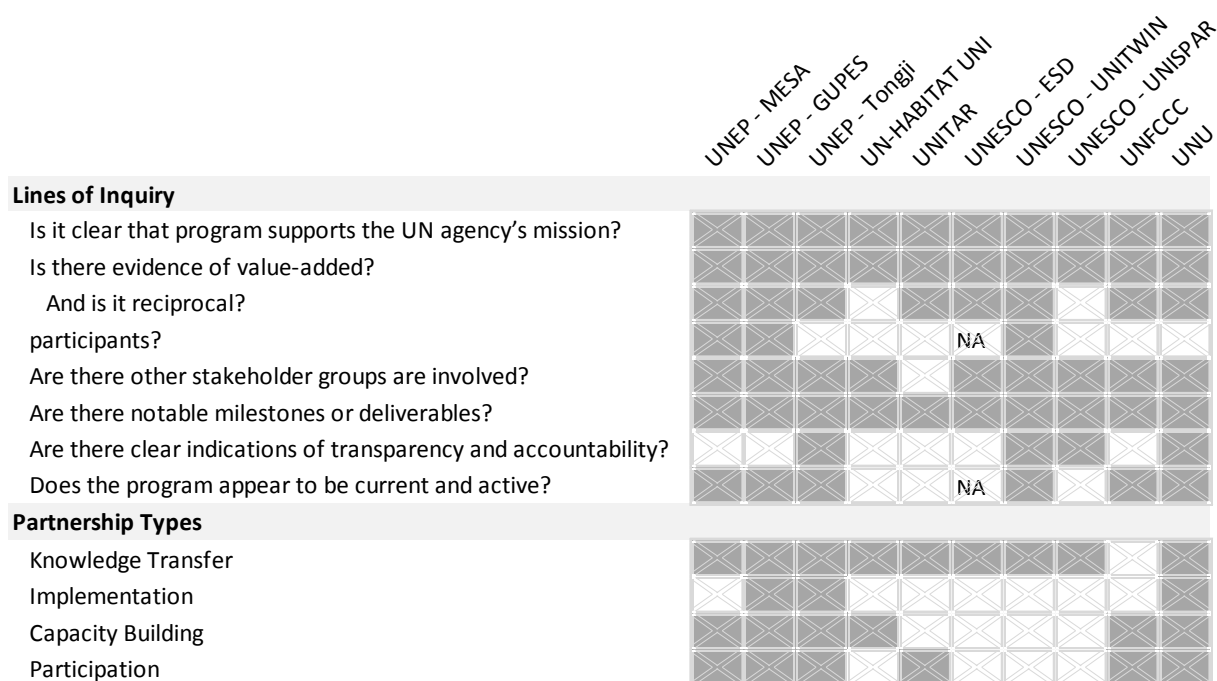 UNEP - MESA
UNEP - GUPES
UNEP - Tongji
UN-HABITAT UNI
UNITAR
UNESCO - ESD
UNESCO - UNITWIN
UNESCO - UNISPAR
UNFCCC
UNU
Lines of Inquiry
Is it clear that program supports the UN agency’s mission?
Is there evidence of value-added?
And is it reciprocal?
participants?
NA
Are there other stakeholder groups are involved?
Are there notable milestones or deliverables?
Are there clear indications of transparency and accountability?
Does the program appear to be current and active?
NA
Partnership Types
Knowledge Transfer
Implementation
Capacity Building
Participation